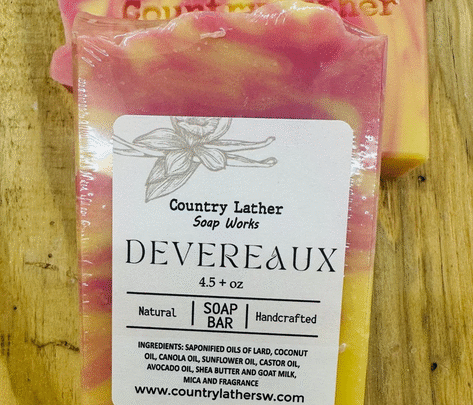 Country Lather
Country Lather
Soap Works
DEVEREAUX
4.5 + oz
Natural | SOAP BAR | Handcrafted
INGREDIENTS: SAPONIFIED OILS OF LARD, COCONUT
OIL, CANOLA OIL, SUNFLOWER OIL, CASTOR OIL,
AVOCADO OIL, SHEA BUTTER AND GOAT MILK,
MICA AND FRAGRANCE
www.countrylathersw.com